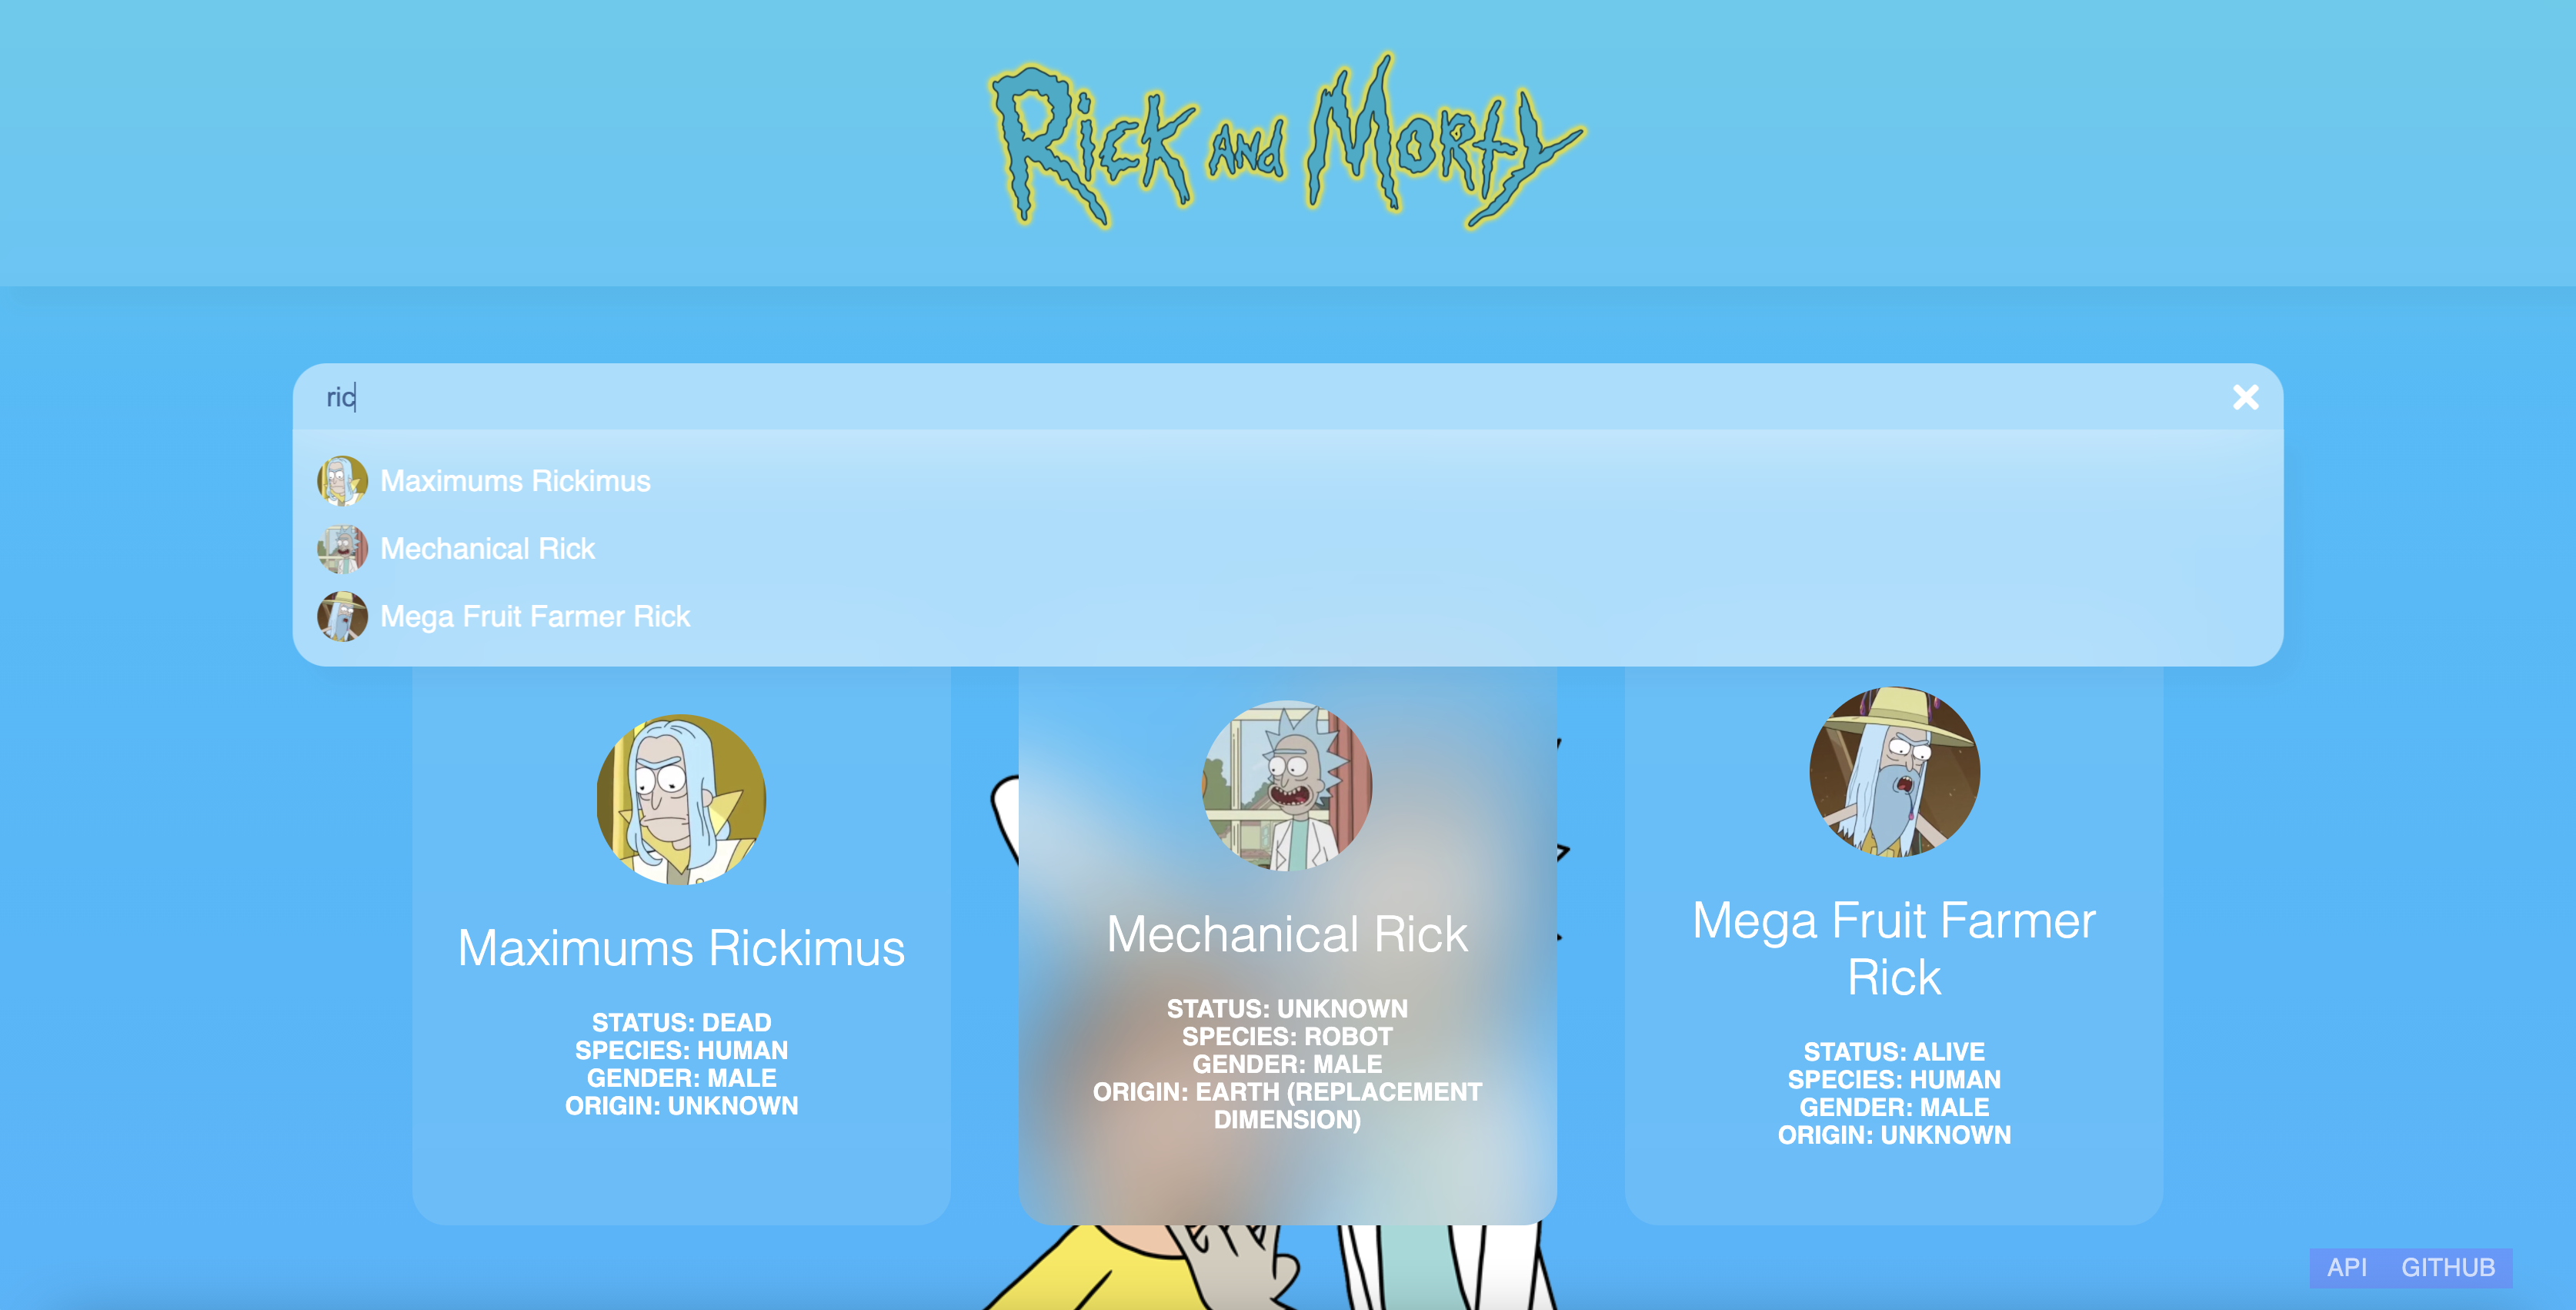 Rick and Morty
ric
Maximums Rickimus
Mechanical Rick
Mega Fruit Farmer Rick
Maximums Rickimus
STATUS: DEAD
SPECIES: HUMAN
GENDER: MALE
ORIGIN: UNKNOWN
Mechanical Rick
STATUS: UNKNOWN
SPECIES: ROBOT
GENDER: MALE
ORIGIN: EARTH (REPLACEMENT
DIMENSION)
Mega Fruit Farmer
Rick
STATUS: ALIVE
SPECIES: HUMAN
GENDER: MALE
ORIGIN: UNKNOWN
API GITHUB